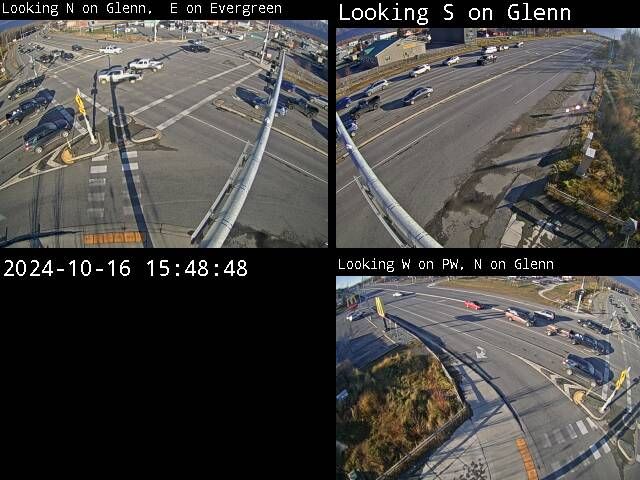 Looking N on Glenn, E on Evergreen
Looking S on Glenn
2024-10-16 15:48:48
Looking W on PW, N on Glenn